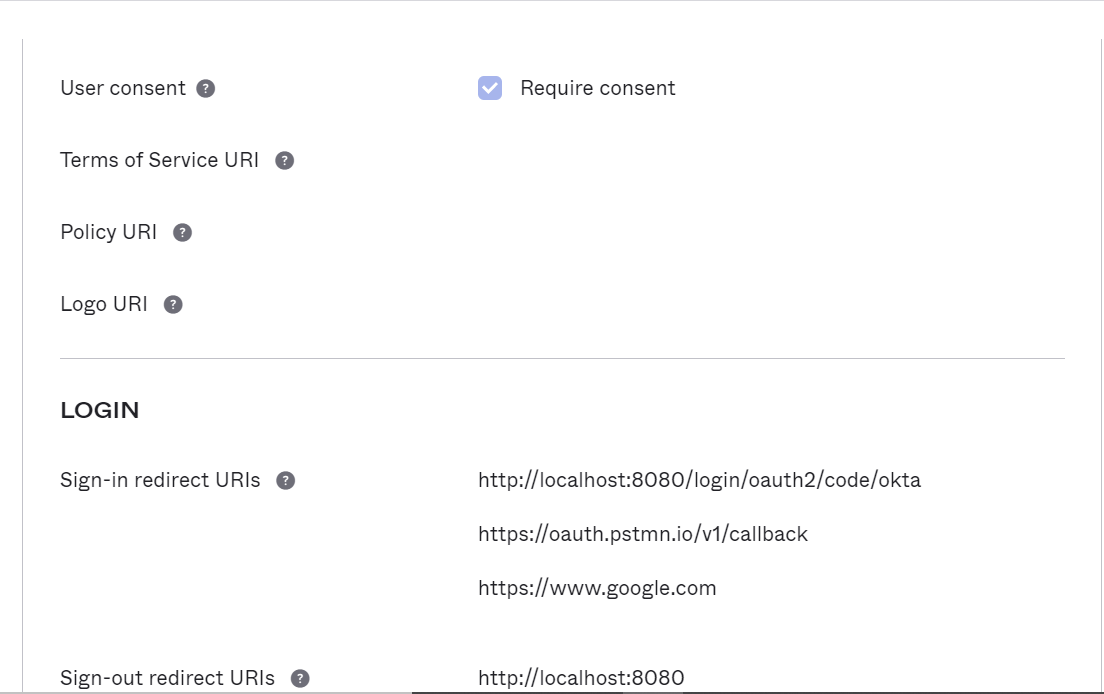 User consent ? Require consent
Terms of Service URI ?
Policy URI ?
Logo URI ?
LOGIN
Sign-in redirect URIs ? http://localhost:8080/login/oauth2/code/okta
https://oauth.pstmn.io/v1/callback
https://www.google.com
Sign-out redirect URIs ? http://localhost:8080